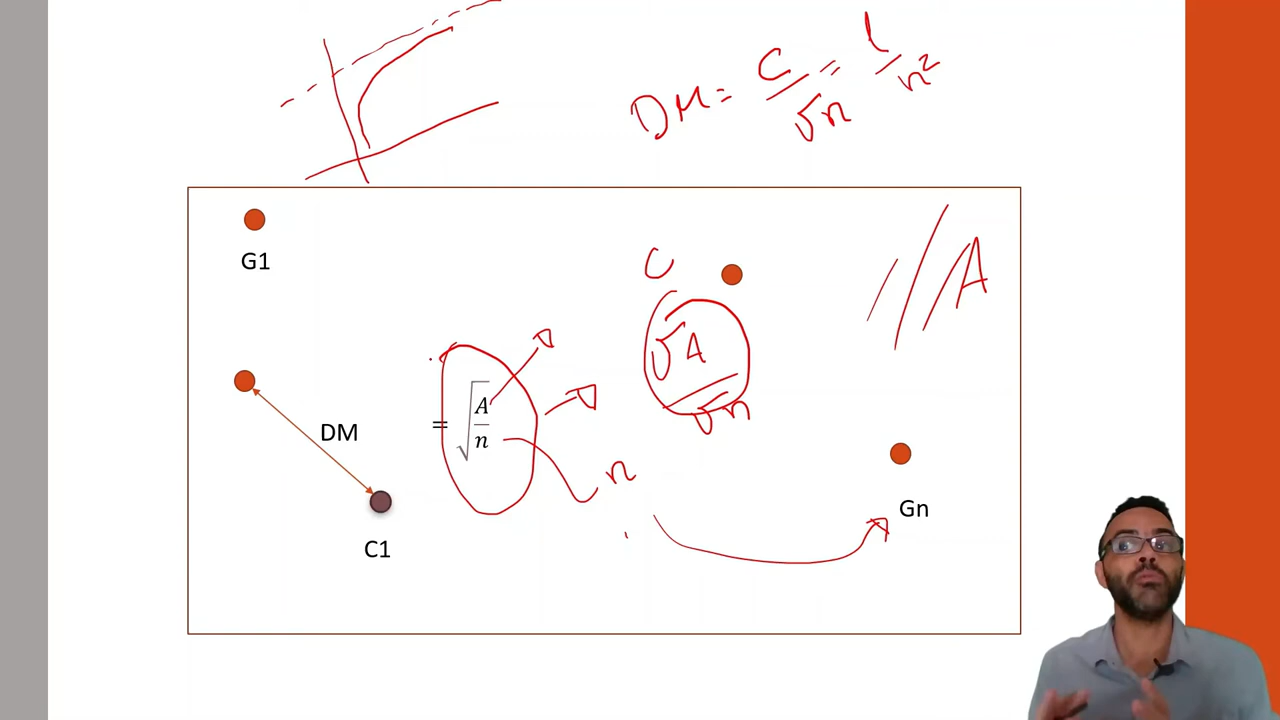 DM = C/√n = 1/n²
G1
C
A
√A/√n
DM
= √A/n
n
Gn
C1